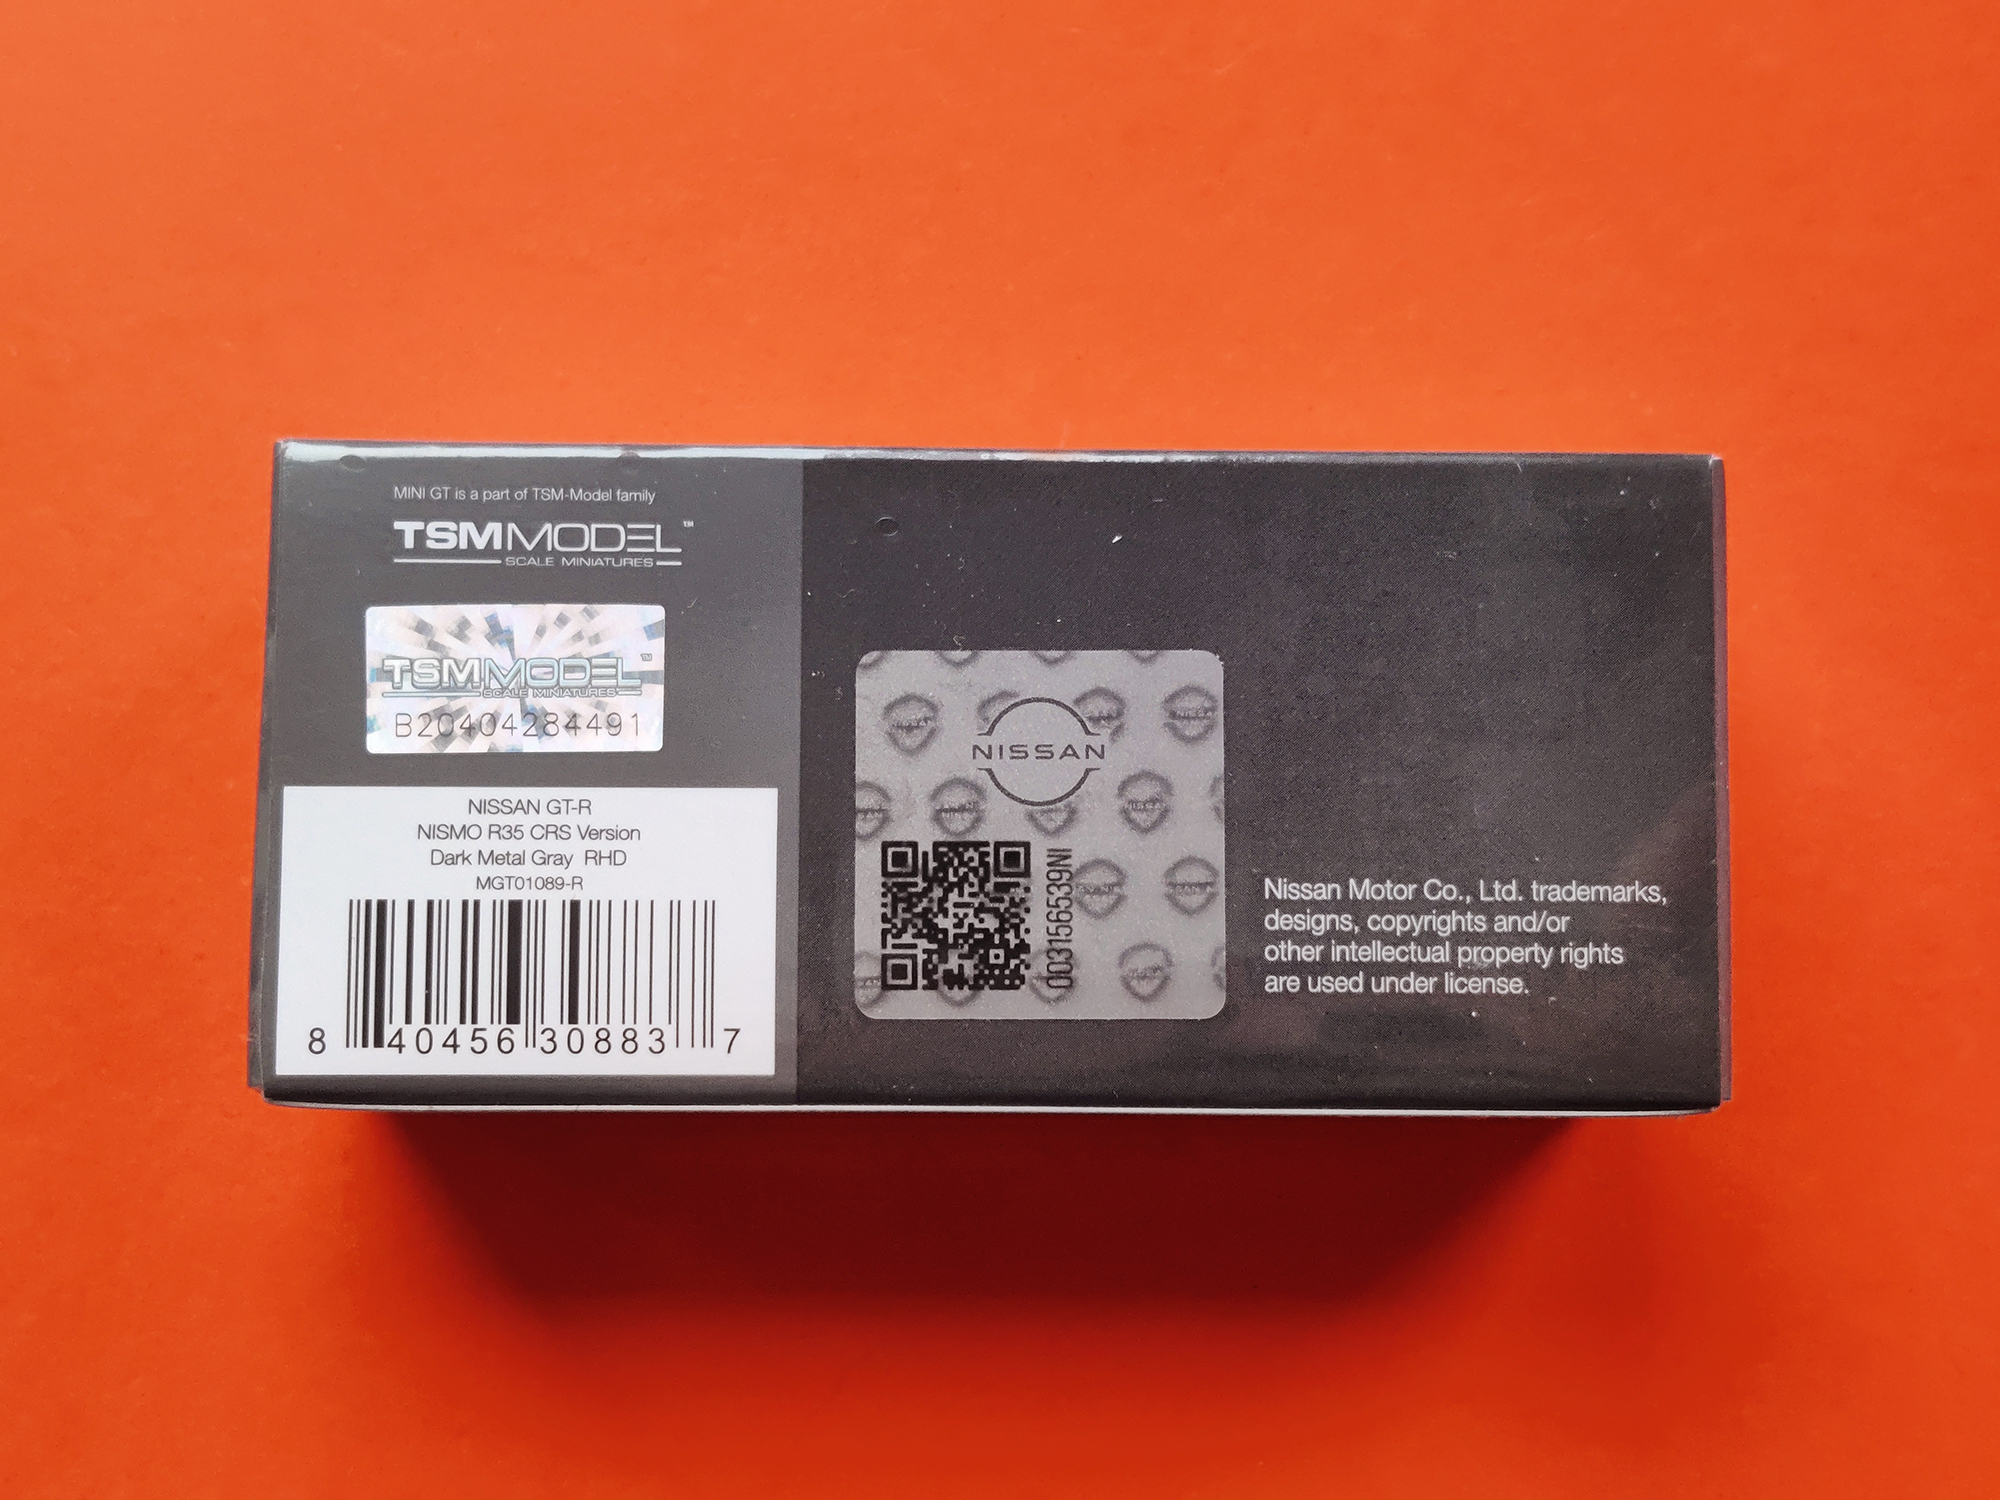 MINI GT is a part of TSM-Model family
TSMMODEL™
SCALE MINIATURES
TSMMODEL™
SCALE MINIATURES
B20404284491
NISSAN GT-R
NISMO R35 CRS Version
Dark Metal Gray RHD
MGT01089-R
8 40456 30883 7
NISSAN
003156539NI
Nissan Motor Co., Ltd. trademarks,
designs, copyrights and/or
other intellectual property rights
are used under license.